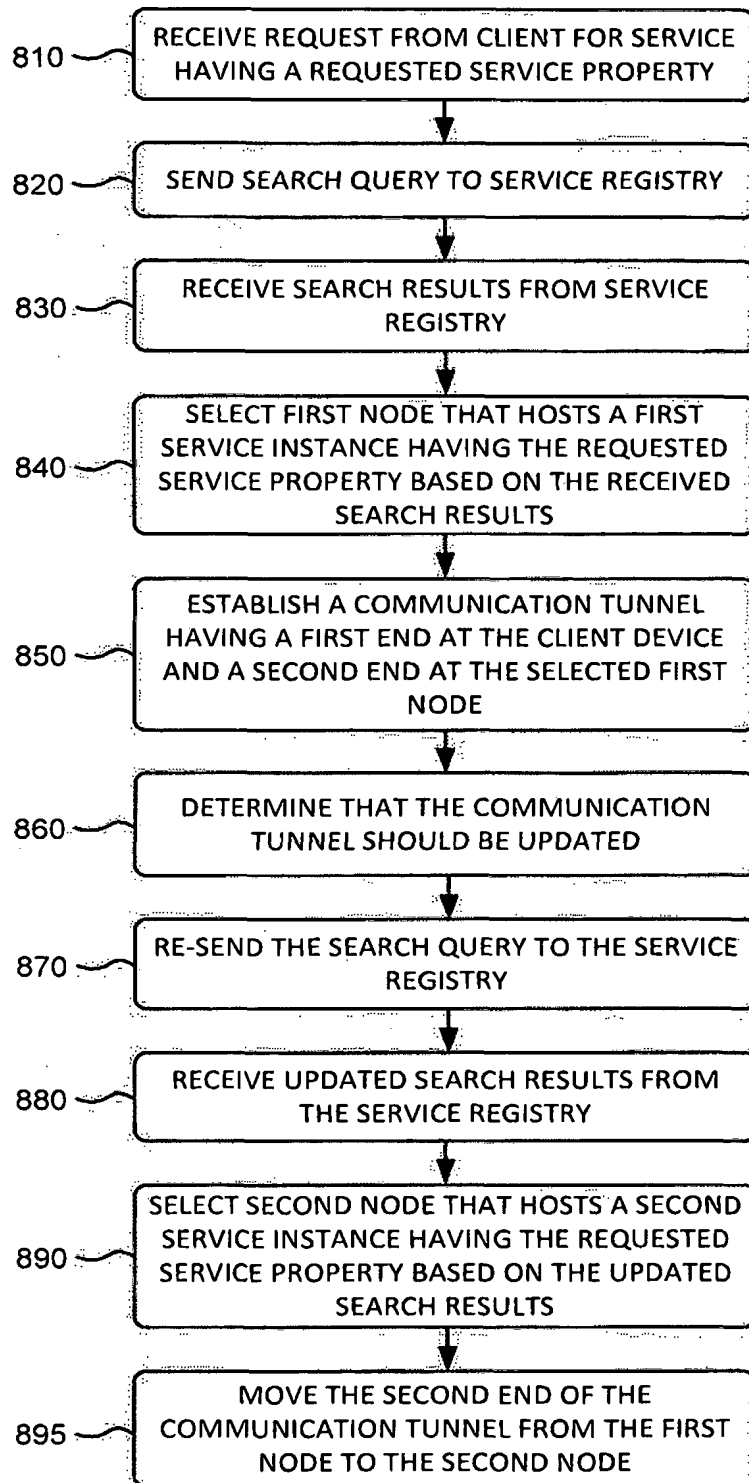 810
RECEIVE REQUEST FROM CLIENT FOR SERVICE
HAVING A REQUESTED SERVICE PROPERTY
820
SEND SEARCH QUERY TO SERVICE REGISTRY
830
RECEIVE SEARCH RESULTS FROM SERVICE
REGISTRY
840
SELECT FIRST NODE THAT HOSTS A FIRST
SERVICE INSTANCE HAVING THE REQUESTED
SERVICE PROPERTY BASED ON THE RECEIVED
SEARCH RESULTS
850
ESTABLISH A COMMUNICATION TUNNEL
HAVING A FIRST END AT THE CLIENT DEVICE
AND A SECOND END AT THE SELECTED FIRST
NODE
860
DETERMINE THAT THE COMMUNICATION
TUNNEL SHOULD BE UPDATED
870
RE-SEND THE SEARCH QUERY TO THE SERVICE
REGISTRY
880
RECEIVE UPDATED SEARCH RESULTS FROM
THE SERVICE REGISTRY
890
SELECT SECOND NODE THAT HOSTS A SECOND
SERVICE INSTANCE HAVING THE REQUESTED
SERVICE PROPERTY BASED ON THE UPDATED
SEARCH RESULTS
895
MOVE THE SECOND END OF THE
COMMUNICATION TUNNEL FROM THE FIRST
NODE TO THE SECOND NODE